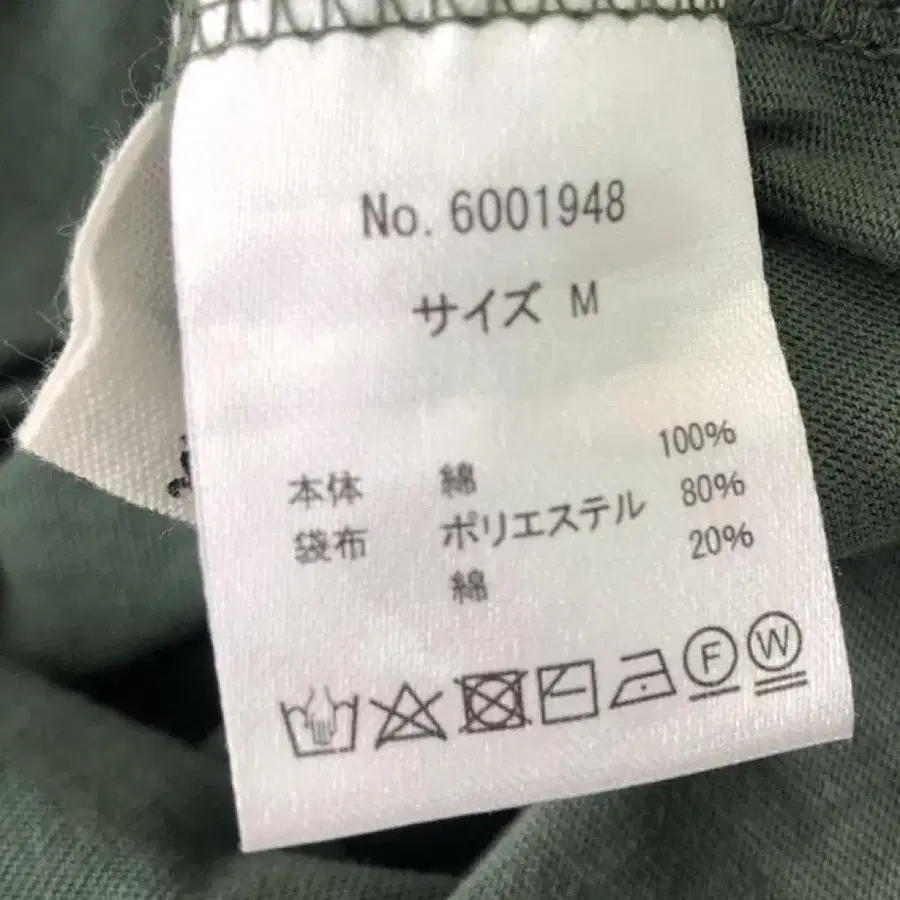 No. 6001948
サイズ M
本体 綿 100%
袋布 ポリエステル 80%
綿 20%
F W